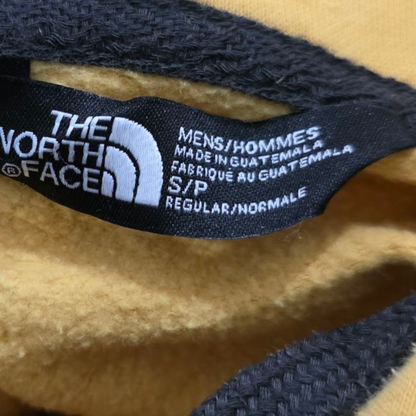 THE
NORTH
FACE
®
MENS/HOMMES
MADE IN GUATEMALA
FABRIQUÉ AU GUATEMALA
S/P
REGULAR/NORMALE